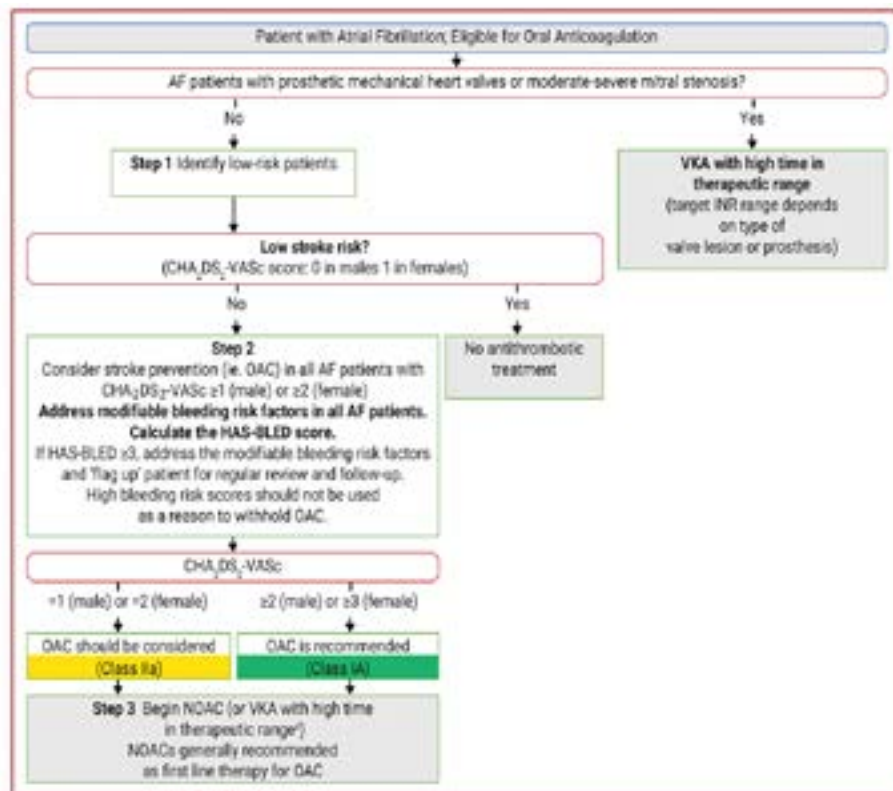 Patient with Atrial Fibrillation; Eligible for Oral Anticoagulation
AF patients with prosthetic mechanical heart valves or moderate-severe mitral stenosis?
No
Yes
Step 1 Identify low-risk patients
VKA with high time in
therapeutic range
(target INR range depends
on type of
valve lesion or prosthesis)
Low stroke risk?
(CHA₂DS₂-VASc score: 0 in males 1 in females)
No
Yes
Step 2
Consider stroke prevention (ie. OAC) in all AF patients with
CHA₂DS₂-VASc ≥1 (male) or ≥2 (female)
Address modifiable bleeding risk factors in all AF patients.
Calculate the HAS-BLED score.
If HAS-BLED ≥3, address the modifiable bleeding risk factors
and 'flag up' patient for regular review and follow-up.
High bleeding risk scores should not be used
as a reason to withhold OAC.
No antithrombotic
treatment
CHA₂DS₂-VASc
=1 (male) or =2 (female)
≥2 (male) or ≥3 (female)
OAC should be considered
(Class IIa)
OAC is recommended
(Class IA)
Step 3 Begin NOAC (or VKA with high time
in therapeutic range)
NOACs generally recommended
as first line therapy for OAC